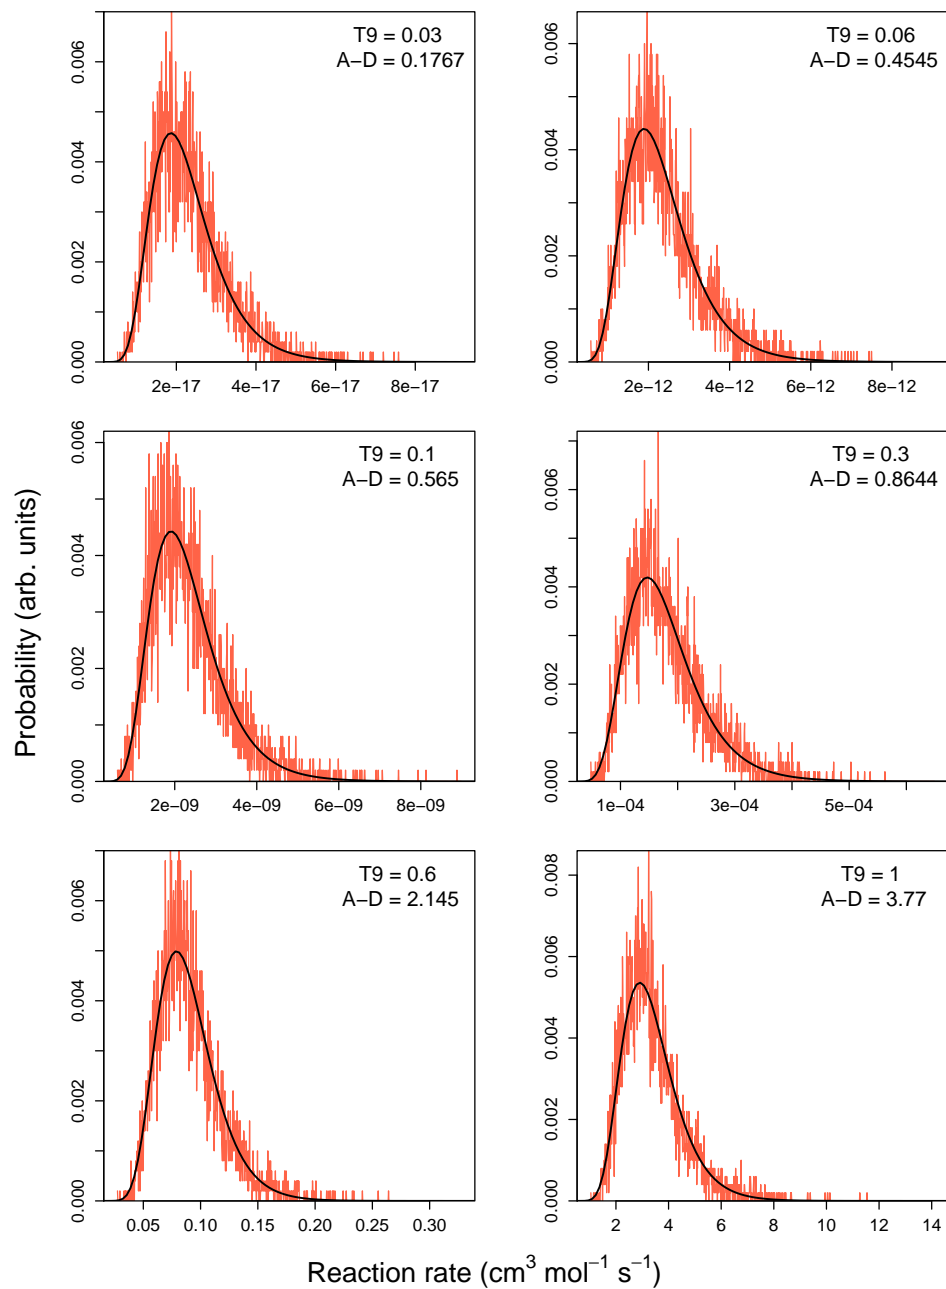 T9 = 0.03
A−D = 0.1767
0.000 0.002 0.004 0.006
2e−17 4e−17 6e−17 8e−17
T9 = 0.06
A−D = 0.4545
0.000 0.002 0.004 0.006
2e−12 4e−12 6e−12 8e−12
T9 = 0.1
A−D = 0.565
0.000 0.002 0.004 0.006
2e−09 4e−09 6e−09 8e−09
T9 = 0.3
A−D = 0.8644
0.000 0.002 0.004 0.006
1e−04 3e−04 5e−04
T9 = 0.6
A−D = 2.145
0.000 0.002 0.004 0.006
0.05 0.10 0.15 0.20 0.25 0.30
T9 = 1
A−D = 3.77
0.000 0.002 0.004 0.006 0.008
2 4 6 8 10 12 14
Probability (arb. units)
Reaction rate (cm³ mol⁻¹ s⁻¹)